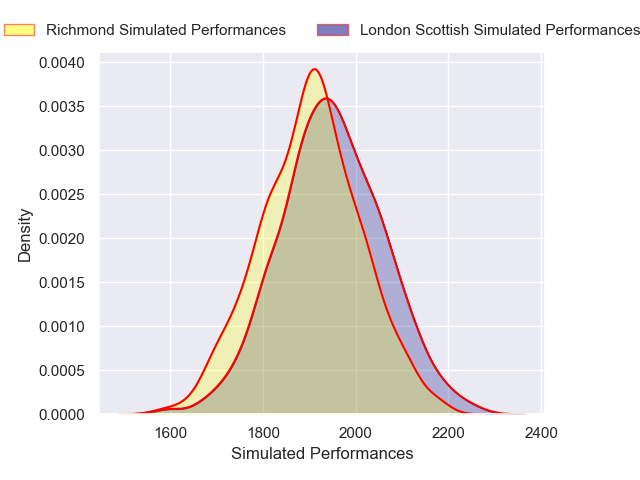 Richmond Simulated Performances
London Scottish Simulated Performances
0.0040
0.0035
0.0030
0.0025
0.0020
0.0015
0.0010
0.0005
0.0000
Density
1600 1800 2000 2200 2400
Simulated Performances